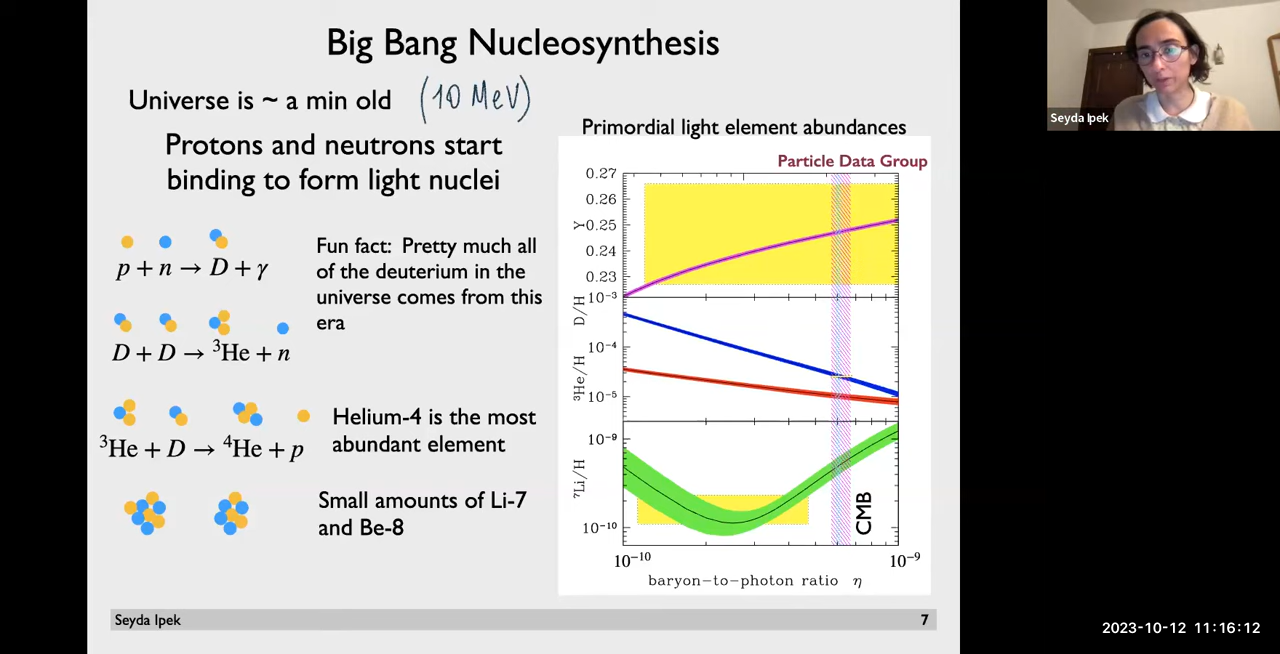 Big Bang Nucleosynthesis
Universe is ~ a min old (10 MeV)
Protons and neutrons start
binding to form light nuclei
p + n → D + γ
Fun fact: Pretty much all
of the deuterium in the
universe comes from this
era
D + D → ³He + n
³He + D → ⁴He + p
Helium-4 is the most
abundant element
Small amounts of Li-7
and Be-8
Primordial light element abundances
Particle Data Group
0.27
0.26
0.25
0.24
0.23
Y
10⁻³
10⁻⁴
10⁻⁵
D/H
³He/H
10⁻⁹
10⁻¹⁰
⁷Li/H
CMB
10⁻¹⁰ 10⁻⁹
baryon-to-photon ratio η
Seyda Ipek 7
Seyda Ipek
2023-10-12 11:16:12